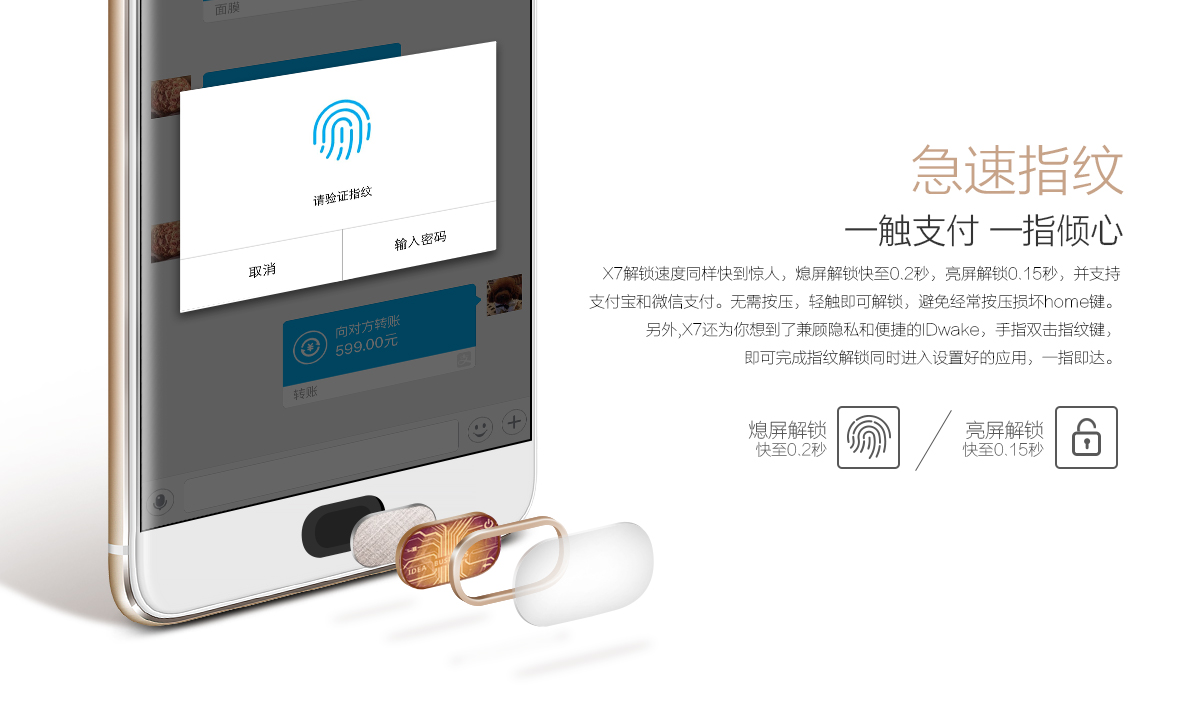 面膜
请验证指纹
取消
输入密码
向对方转账
599.00元
转账
急速指纹
一触支付 一指倾心
X7解锁速度同样快到惊人，熄屏解锁快至0.2秒，亮屏解锁0.15秒，并支持
支付宝和微信支付。无需按压，轻触即可解锁，避免经常按压损坏home键。
另外,X7还为你想到了兼顾隐私和便捷的IDwake，手指双击指纹键，
即可完成指纹解锁同时进入设置好的应用，一指即达。
熄屏解锁
快至0.2秒
亮屏解锁
快至0.15秒